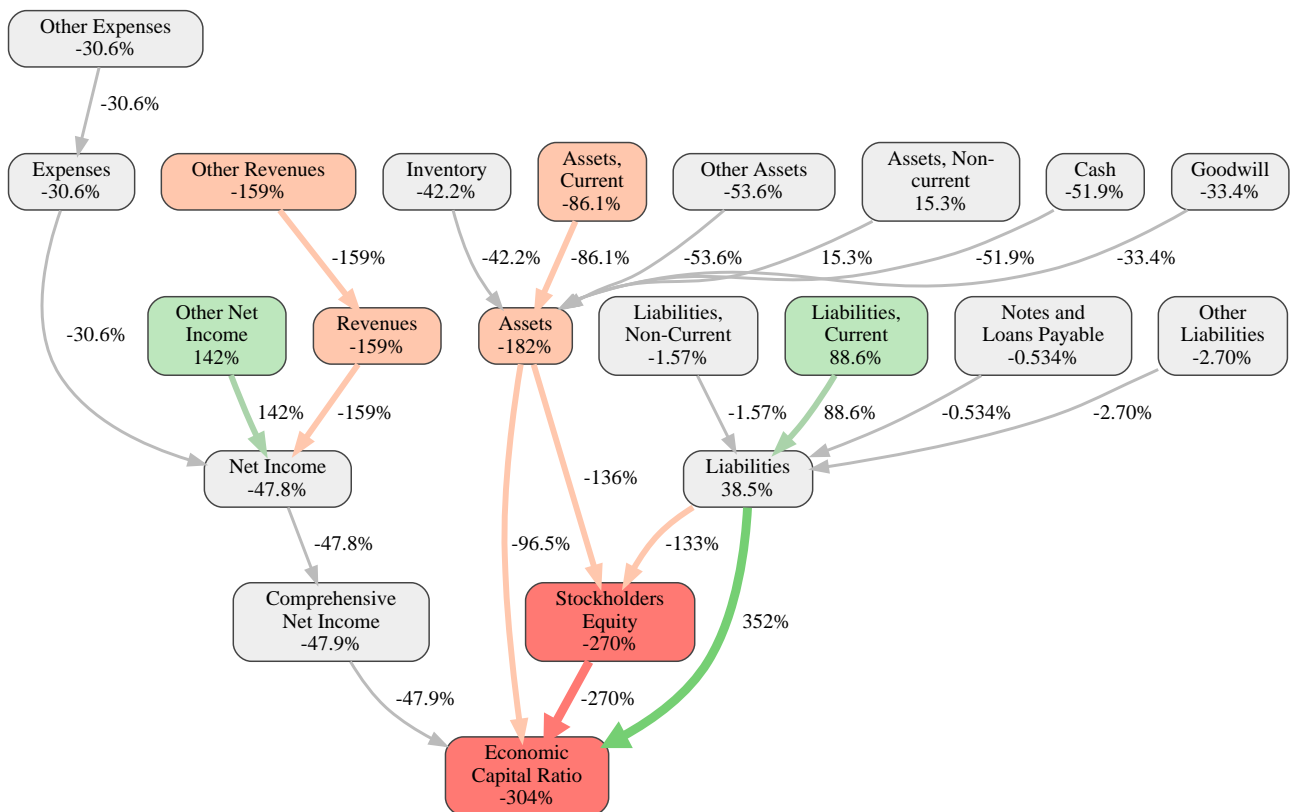 Other Expenses
-30.6%
-30.6%
Expenses
-30.6%
Other Revenues
-159%
Inventory
-42.2%
Assets,
Current
-86.1%
Other Assets
-53.6%
Assets, Non-
current
15.3%
Cash
-51.9%
Goodwill
-33.4%
-159%
-42.2%
-86.1%
-53.6%
15.3%
-51.9%
-33.4%
-30.6%
Other Net
Income
142%
Revenues
-159%
Assets
-182%
Liabilities,
Non-Current
-1.57%
Liabilities,
Current
88.6%
Notes and
Loans Payable
-0.534%
Other
Liabilities
-2.70%
142%
-159%
-1.57%
88.6%
-0.534%
-2.70%
Net Income
-47.8%
Liabilities
38.5%
-47.8%
-96.5%
-136%
-133%
Comprehensive
Net Income
-47.9%
Stockholders
Equity
-270%
352%
-47.9%
-270%
Economic
Capital Ratio
-304%